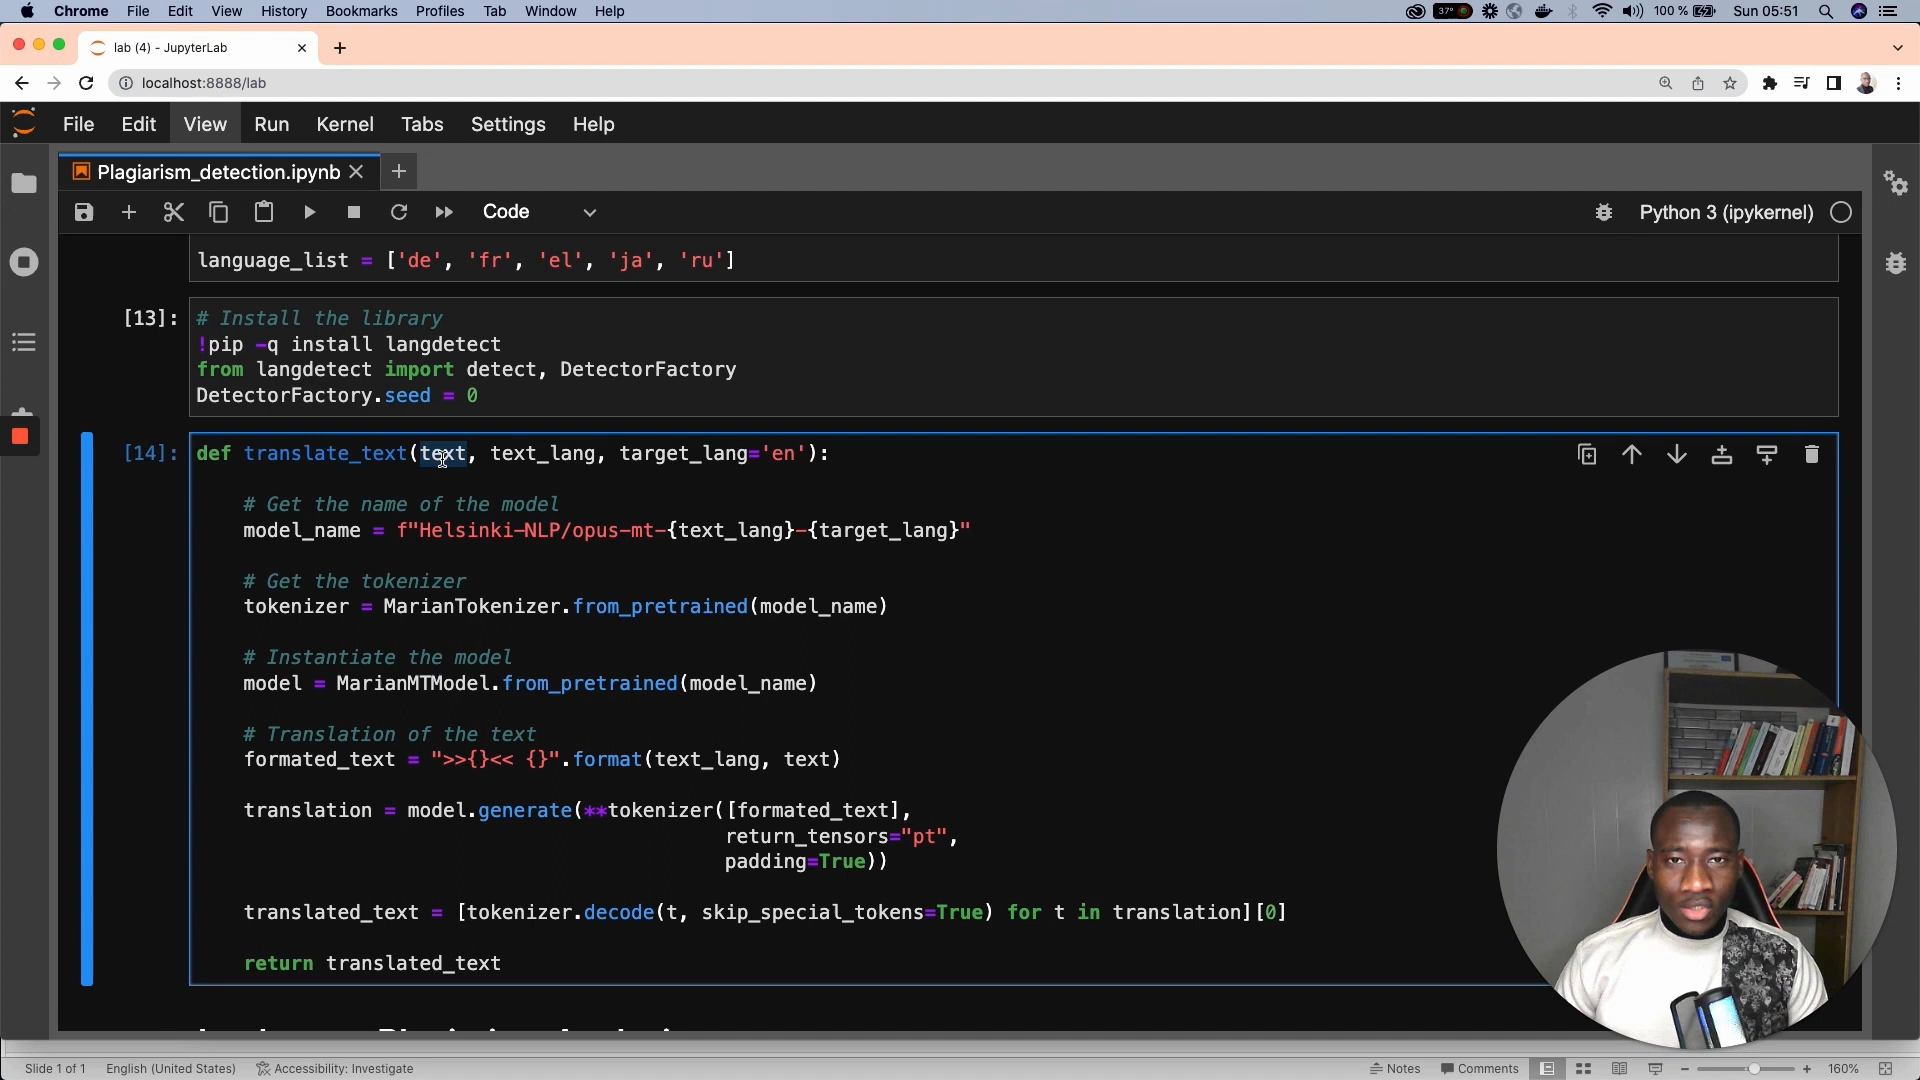 Chrome File Edit View History Bookmarks Profiles Tab Window Help
37° 100 % Sun 05:51
lab (4) - JupyterLab
localhost:8888/lab
File Edit View Run Kernel Tabs Settings Help
Plagiarism_detection.ipynb
Code
Python 3 (ipykernel)
language_list = ['de', 'fr', 'el', 'ja', 'ru']
[13]:
# Install the library
!pip -q install langdetect
from langdetect import detect, DetectorFactory
DetectorFactory.seed = 0
[14]:
def translate_text(text, text_lang, target_lang='en'):
# Get the name of the model
model_name = f"Helsinki-NLP/opus-mt-{text_lang}-{target_lang}"
# Get the tokenizer
tokenizer = MarianTokenizer.from_pretrained(model_name)
# Instantiate the model
model = MarianMTModel.from_pretrained(model_name)
# Translation of the text
formated_text = ">>{}<< {}".format(text_lang, text)
translation = model.generate(**tokenizer([formated_text],
return_tensors="pt",
padding=True))
translated_text = [tokenizer.decode(t, skip_special_tokens=True) for t in translation][0]
return translated_text
Slide 1 of 1 English (United States) Accessibility: Investigate
Notes Comments 160%